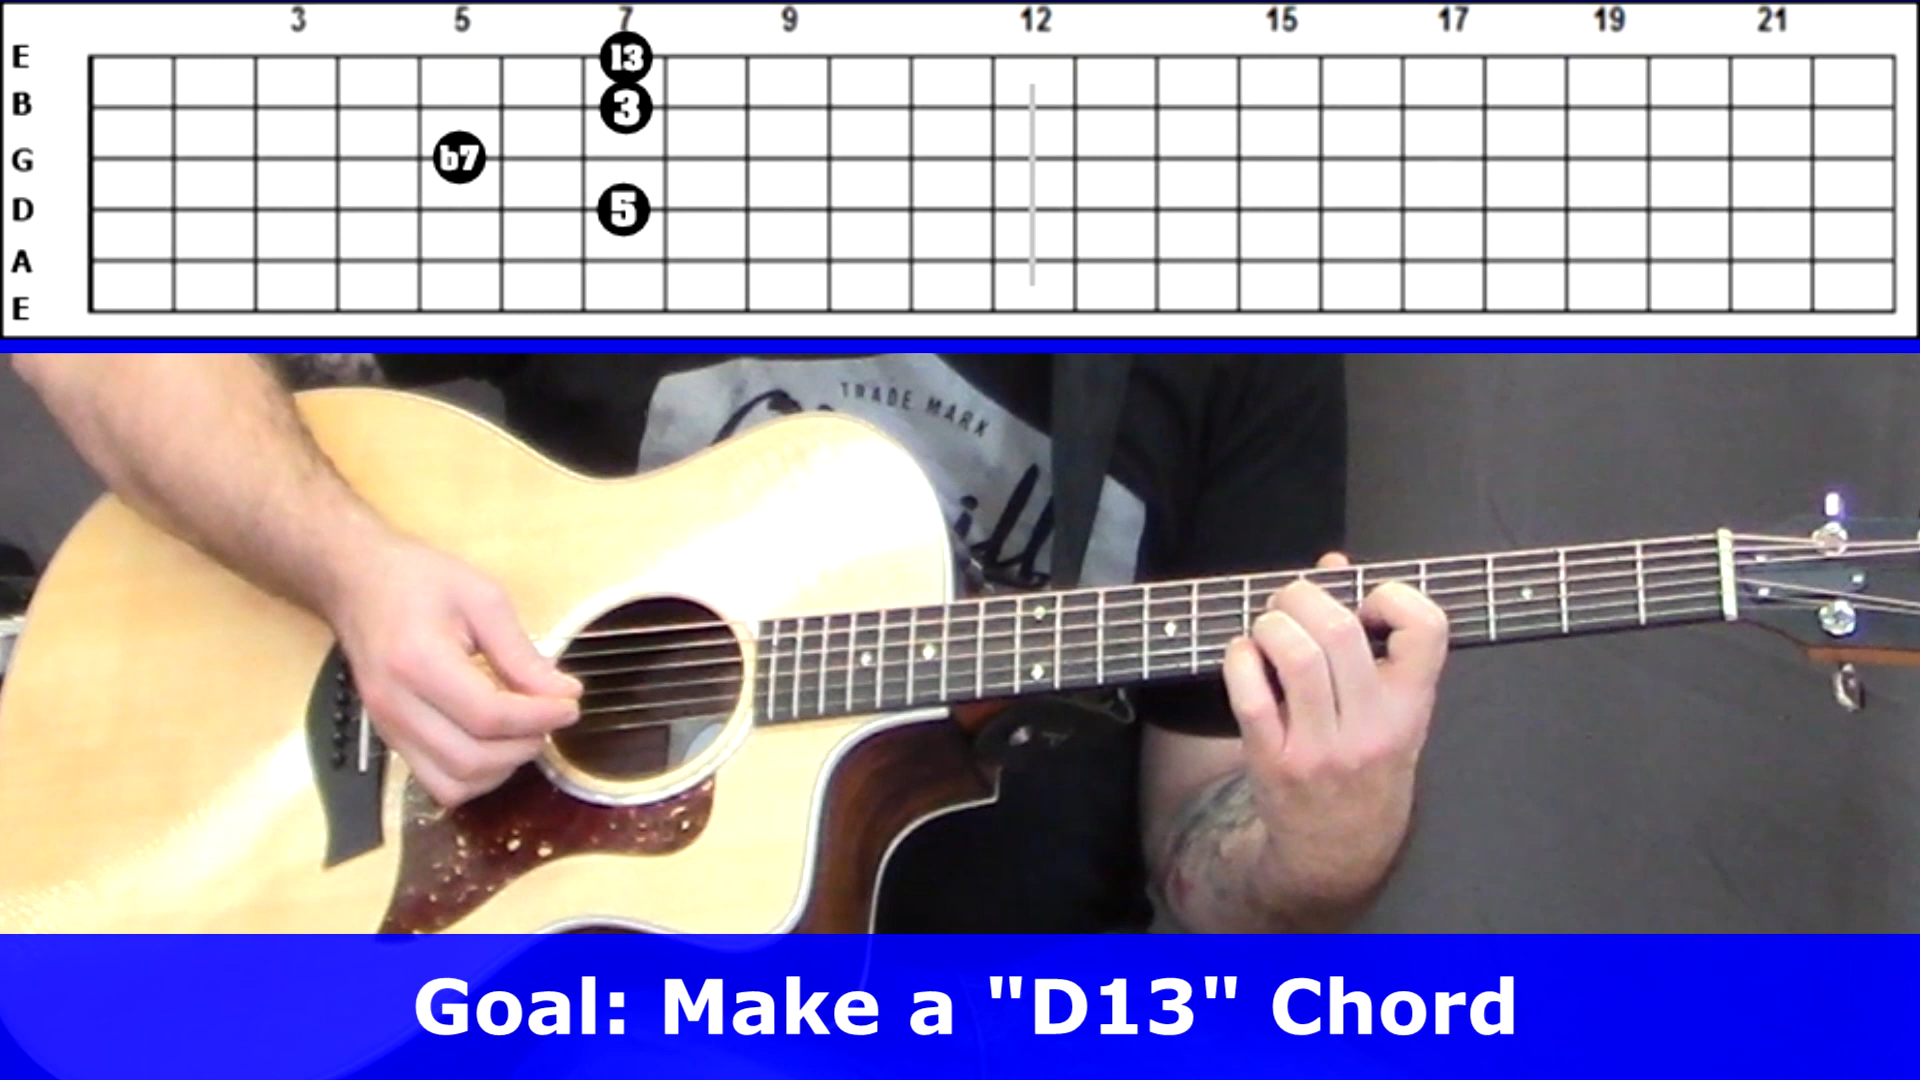 3 5 7 9 12 15 17 19 21
E 13
B 3
G b7
D 5
A
E
TRADE MARK
Goal: Make a "D13" Chord